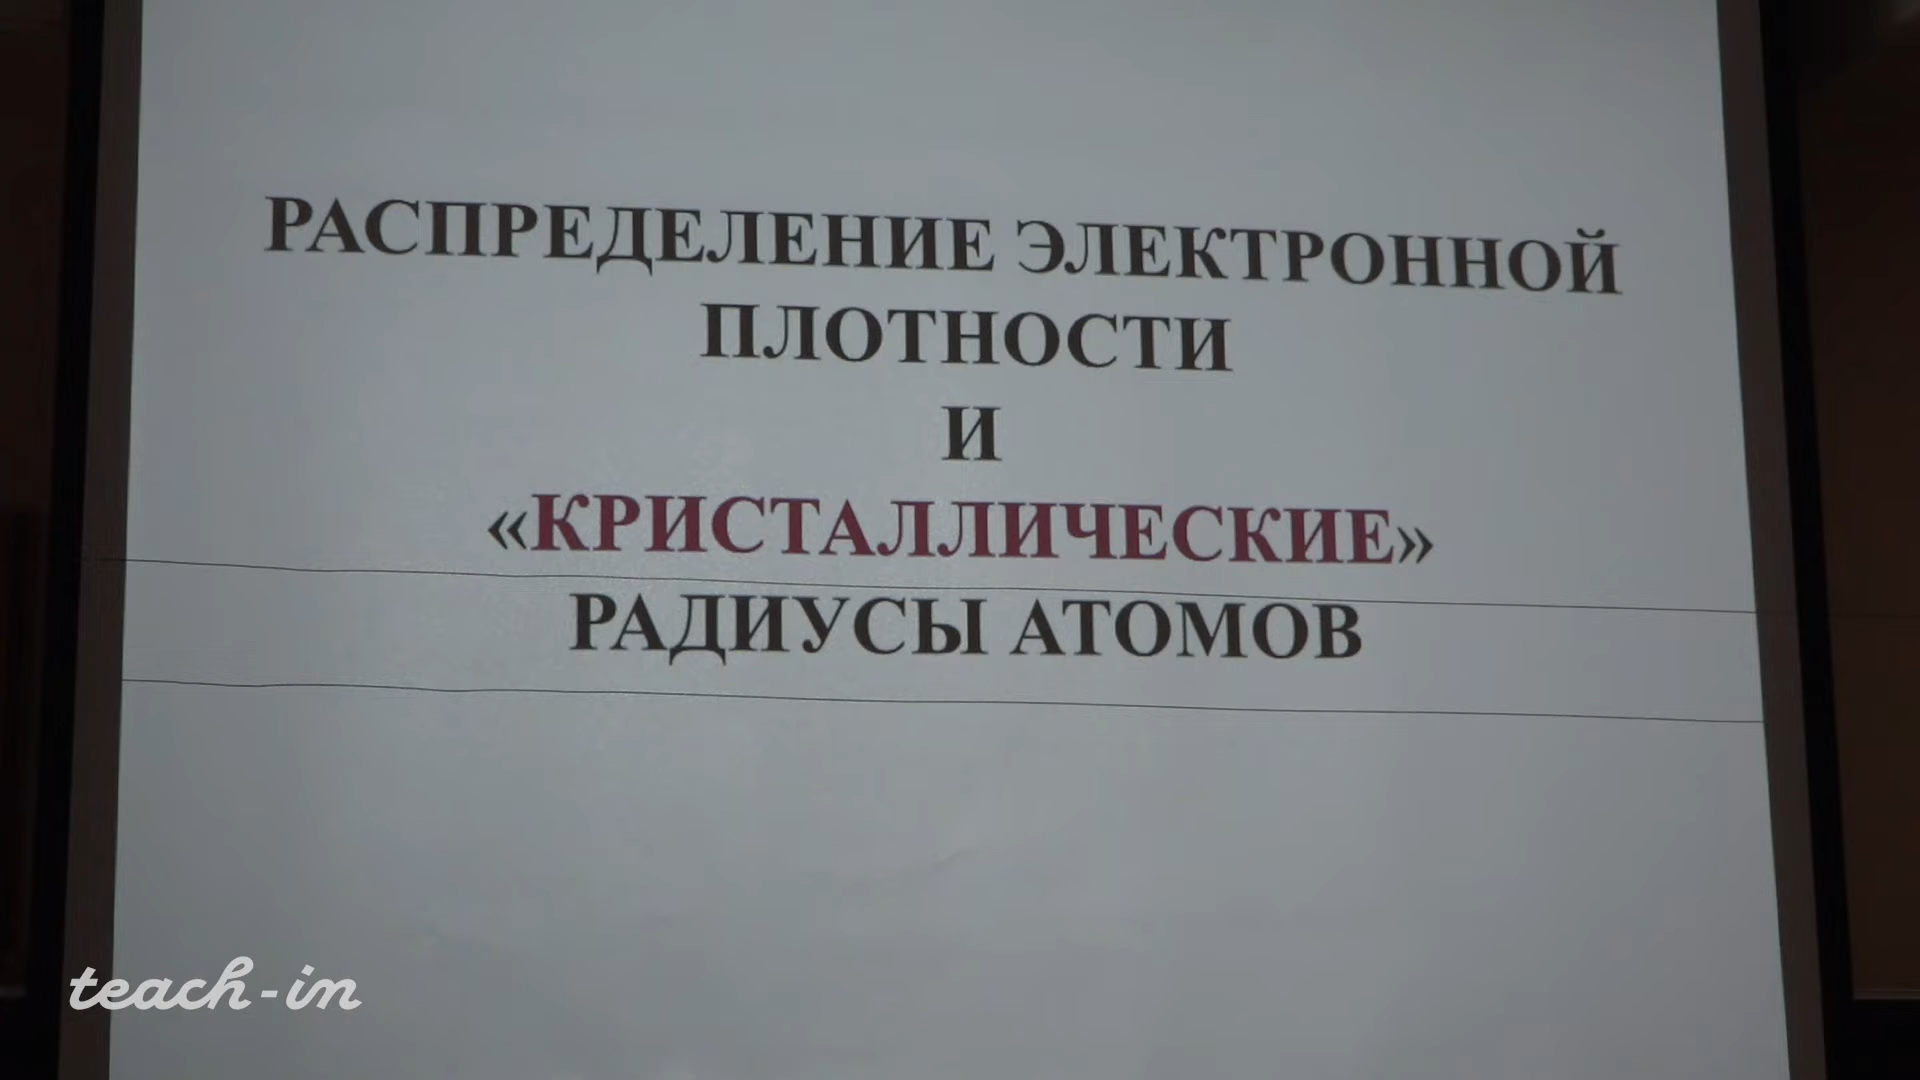 РАСПРЕДЕЛЕНИЕ ЭЛЕКТРОННОЙ
ПЛОТНОСТИ
И
«КРИСТАЛЛИЧЕСКИЕ»
РАДИУСЫ АТОМОВ
teach-in